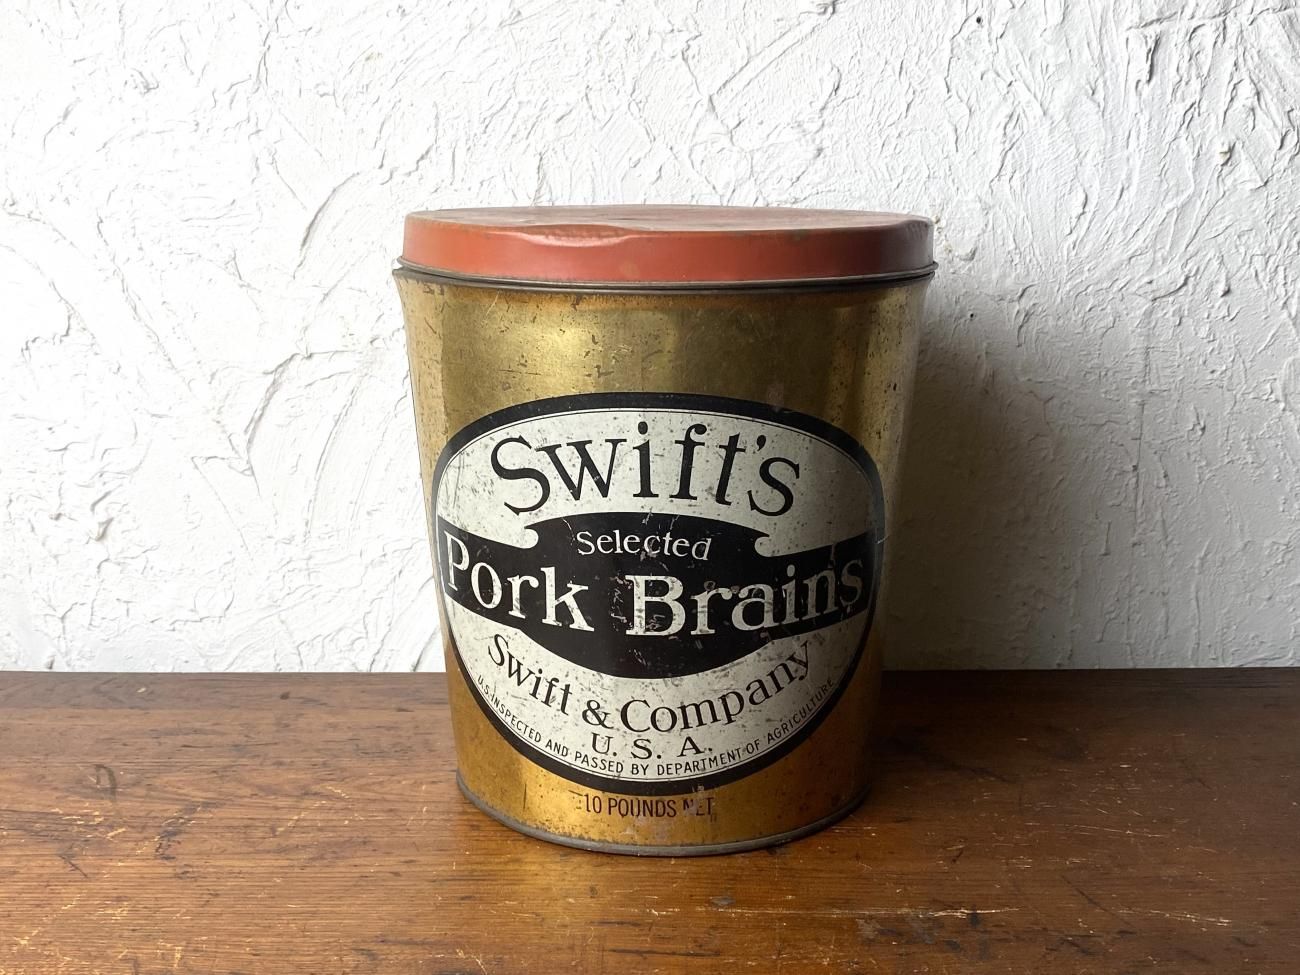 Swift's
Selected
Pork Brains
Swift & Company
U. S. A.
U.S. INSPECTED AND PASSED BY DEPARTMENT OF AGRICULTURE
10 POUNDS NET